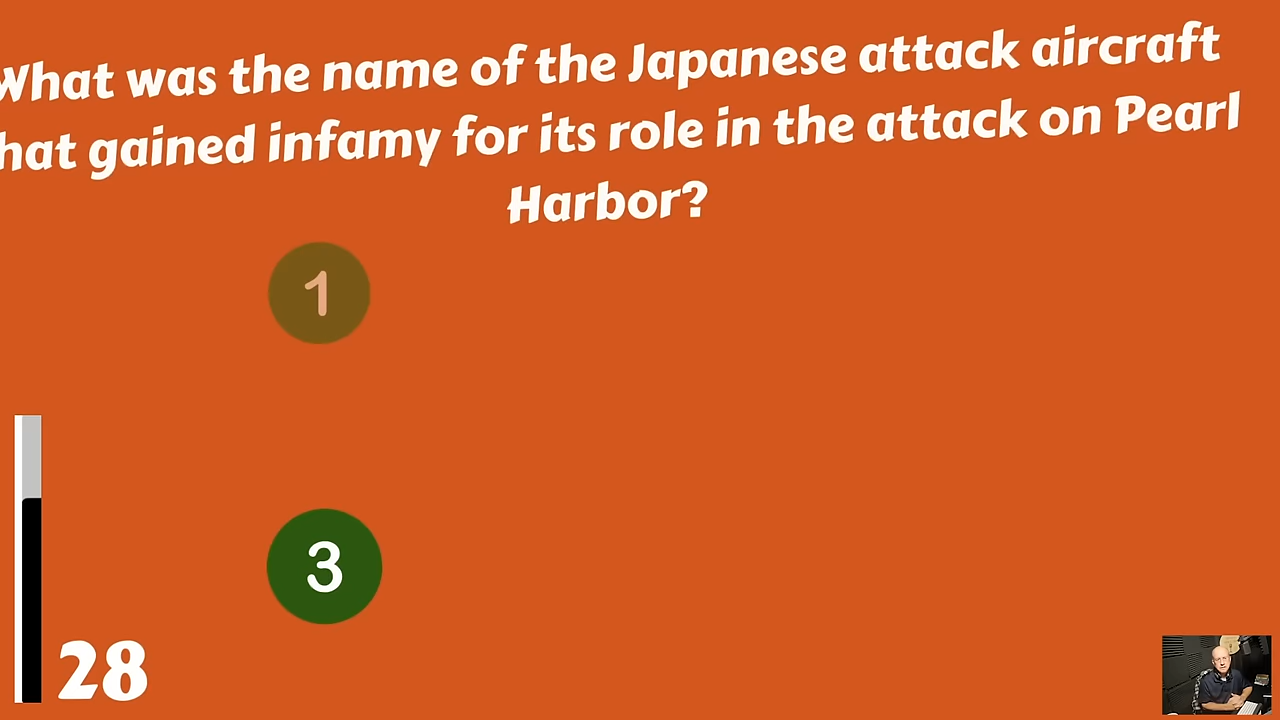 What was the name of the Japanese attack aircraft
hat gained infamy for its role in the attack on Pearl
Harbor?
1
3
28